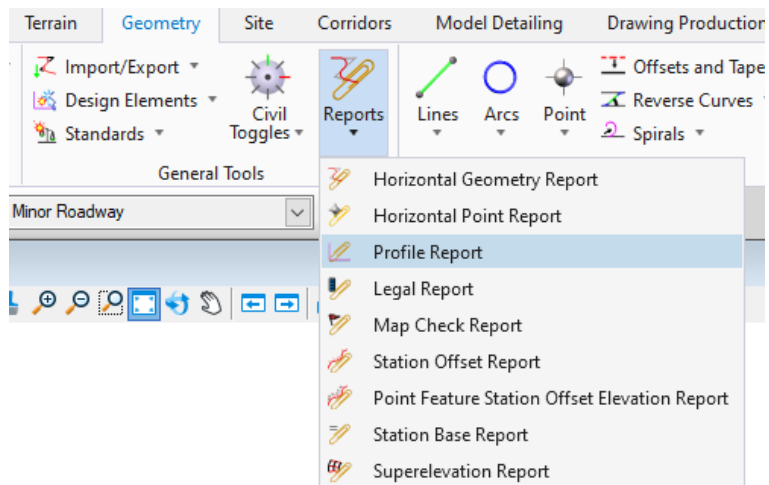 Terrain Geometry Site Corridors Model Detailing Drawing Production
Import/Export
Design Elements
Standards
Civil Toggles
Reports
Lines
Arcs
Point
Offsets and Tape
Reverse Curves
Spirals
General Tools
Minor Roadway
Horizontal Geometry Report
Horizontal Point Report
Profile Report
Legal Report
Map Check Report
Station Offset Report
Point Feature Station Offset Elevation Report
Station Base Report
Superelevation Report